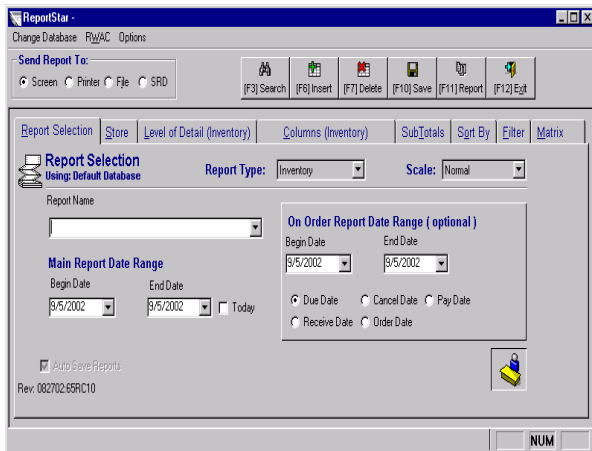 ReportStar -
Change Database RWAC Options
Send Report To:
Screen Printer File SRD
[F3] Search [F6] Insert [F7] Delete [F10] Save [F11] Report [F12] Exit
Report Selection Store Level of Detail (Inventory) Columns (Inventory) SubTotals Sort By Filter Matrix
Report Selection
Using: Default Database
Report Type: Inventory Scale: Normal
Report Name
On Order Report Date Range ( optional )
Begin Date End Date
9/5/2002 9/5/2002
Main Report Date Range
Begin Date End Date
9/5/2002 9/5/2002 Today
Due Date Cancel Date Pay Date
Receive Date Order Date
Auto Save Reports
Rev: 082702.65RC10
NUM